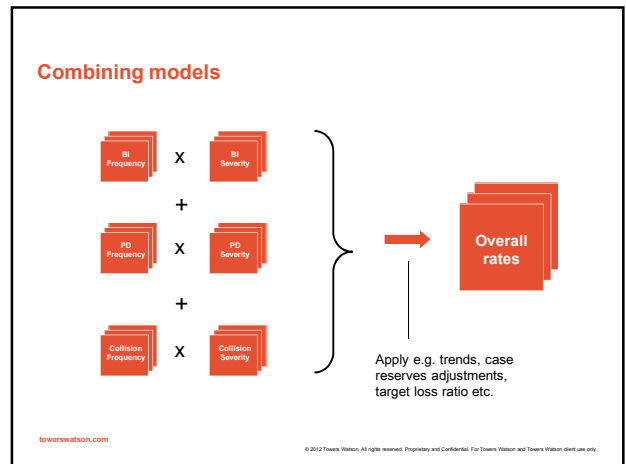 Combining models
BI
Frequency
x
BI
Severity
+
PD
Frequency
x
PD
Severity
+
Collision
Frequency
x
Collision
Severity
Overall
rates
Apply e.g. trends, case
reserves adjustments,
target loss ratio etc.
towerswatson.com
© 2012 Towers Watson. All rights reserved. Proprietary and Confidential. For Towers Watson and Towers Watson client use only.